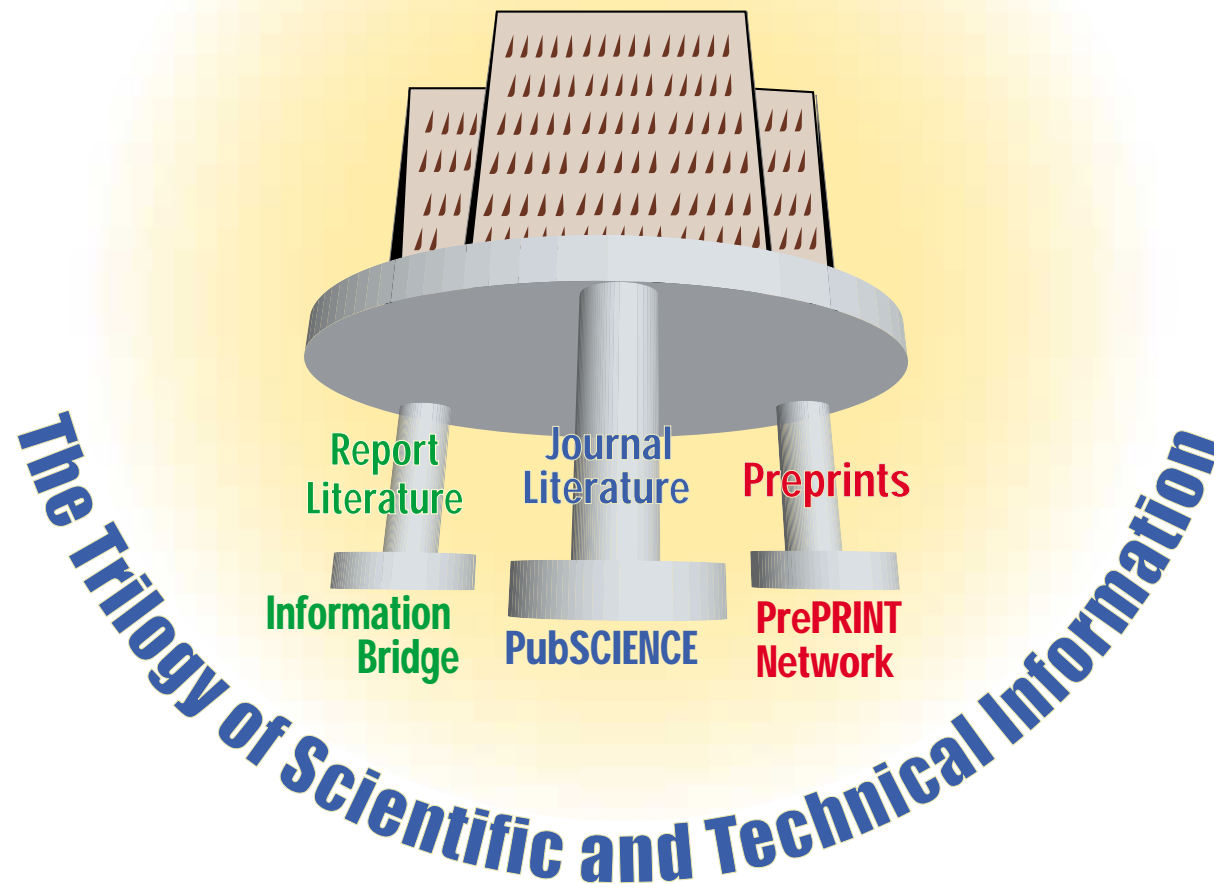 Report
Literature
Journal
Literature
Preprints
Information
Bridge
PubSCIENCE
PrePRINT
Network
The Trilogy of Scientific and Technical Information